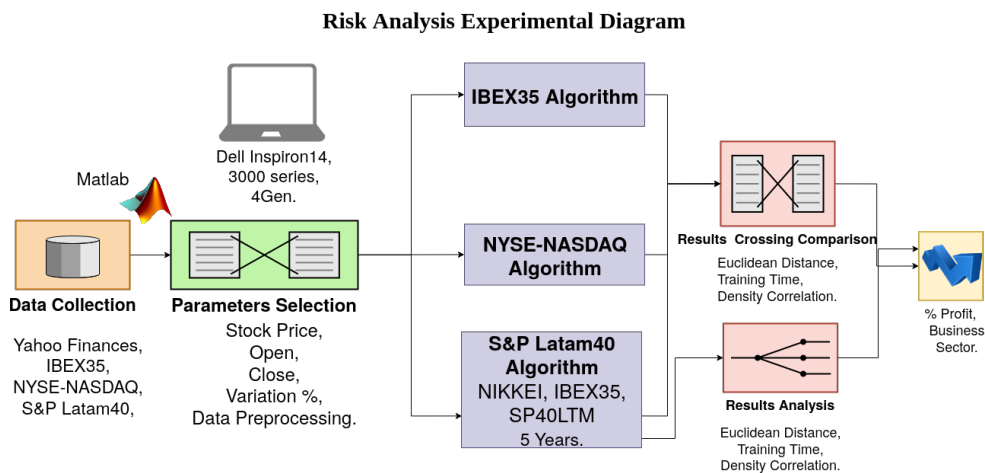 Risk Analysis Experimental Diagram
Matlab
Dell Inspiron14,
3000 series,
4Gen.
Data Collection
Yahoo Finances,
IBEX35,
NYSE-NASDAQ,
S&P Latam40,
Parameters Selection
Stock Price,
Open,
Close,
Variation %,
Data Preprocessing.
IBEX35 Algorithm
NYSE-NASDAQ
Algorithm
S&P Latam40
Algorithm
NIKKEI, IBEX35,
SP40LTM
5 Years.
Results Crossing Comparison
Euclidean Distance,
Training Time,
Density Correlation.
Results Analysis
Euclidean Distance,
Training Time,
Density Correlation.
% Profit,
Business
Sector.